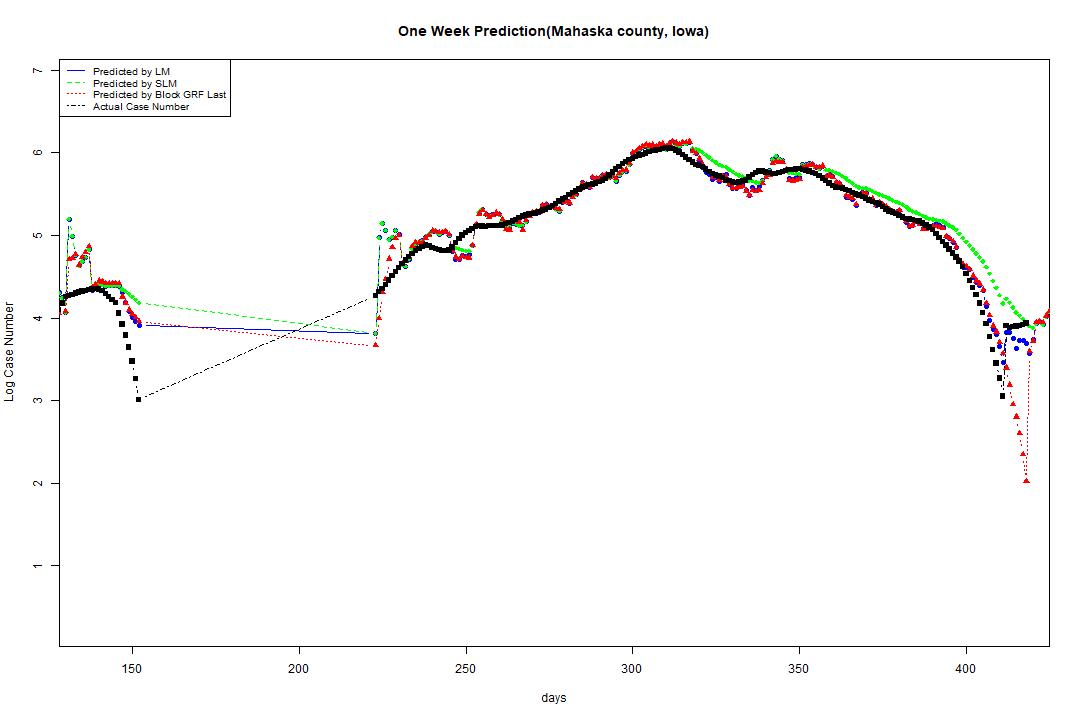 One Week Prediction(Mahaska county, Iowa)
Predicted by LM
Predicted by SLM
Predicted by Block GRF Last
Actual Case Number
7
6
5
4
3
2
1
Log Case Number
150 200 250 300 350 400
days